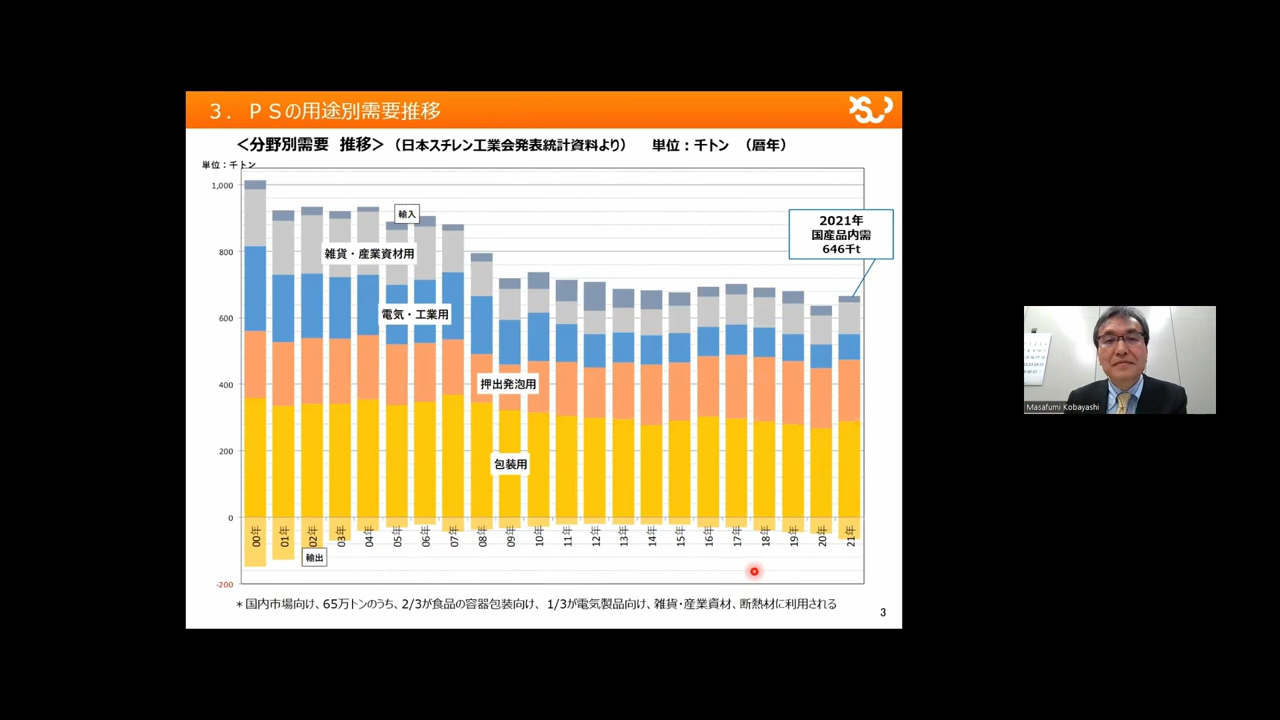 ３．ＰＳの用途別需要推移
＜分野別需要 推移＞（日本スチレン工業会発表統計資料より） 単位：千トン （暦年）
単位：千トン
1,000
800
600
400
200
0
-200
輸入
雑貨・産業資材用
電気・工業用
押出発泡用
包装用
輸出
2021年
国産品内需
646千t
00年 01年 02年 03年 04年 05年 06年 07年 08年 09年 10年 11年 12年 13年 14年 15年 16年 17年 18年 19年 20年 21年
＊国内市場向け、65万トンのうち、2/3が食品の容器包装向け、1/3が電気製品向け、雑貨・産業資材、断熱材に利用される
3
Masafumi Kobayashi